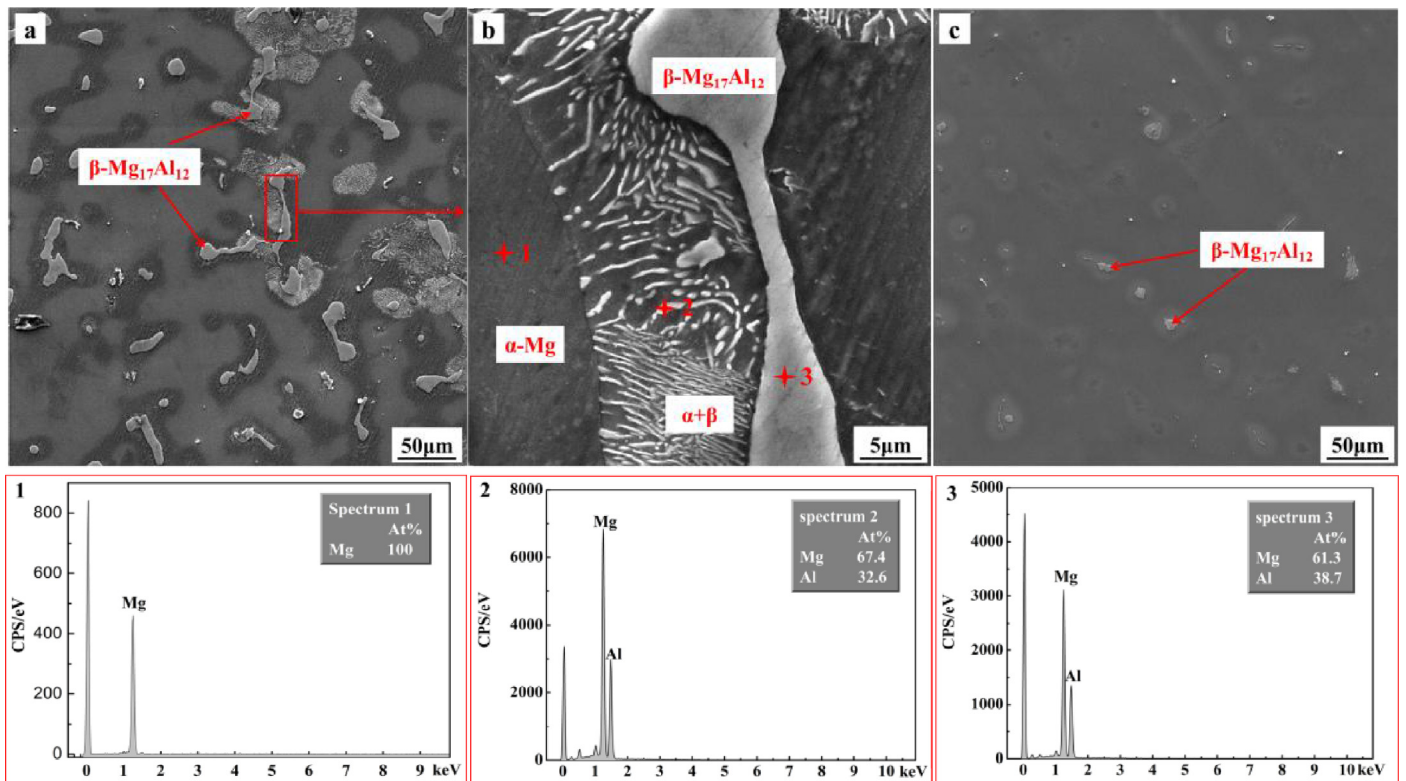 a
β-Mg₁₇Al₁₂
50μm
b
β-Mg₁₇Al₁₂
1
2
α-Mg
3
α+β
5μm
c
β-Mg₁₇Al₁₂
50μm
1
Spectrum 1
At%
Mg 100
Mg
CPS/eV
800
600
400
200
0
0 1 2 3 4 5 6 7 8 9 keV
2
spectrum 2
At%
Mg 67.4
Al 32.6
Mg
Al
CPS/eV
8000
6000
4000
2000
0
0 1 2 3 4 5 6 7 8 9 10 keV
3
spectrum 3
At%
Mg 61.3
Al 38.7
Mg
Al
CPS/eV
5000
4000
3000
2000
1000
0
0 1 2 3 4 5 6 7 8 9 10 keV